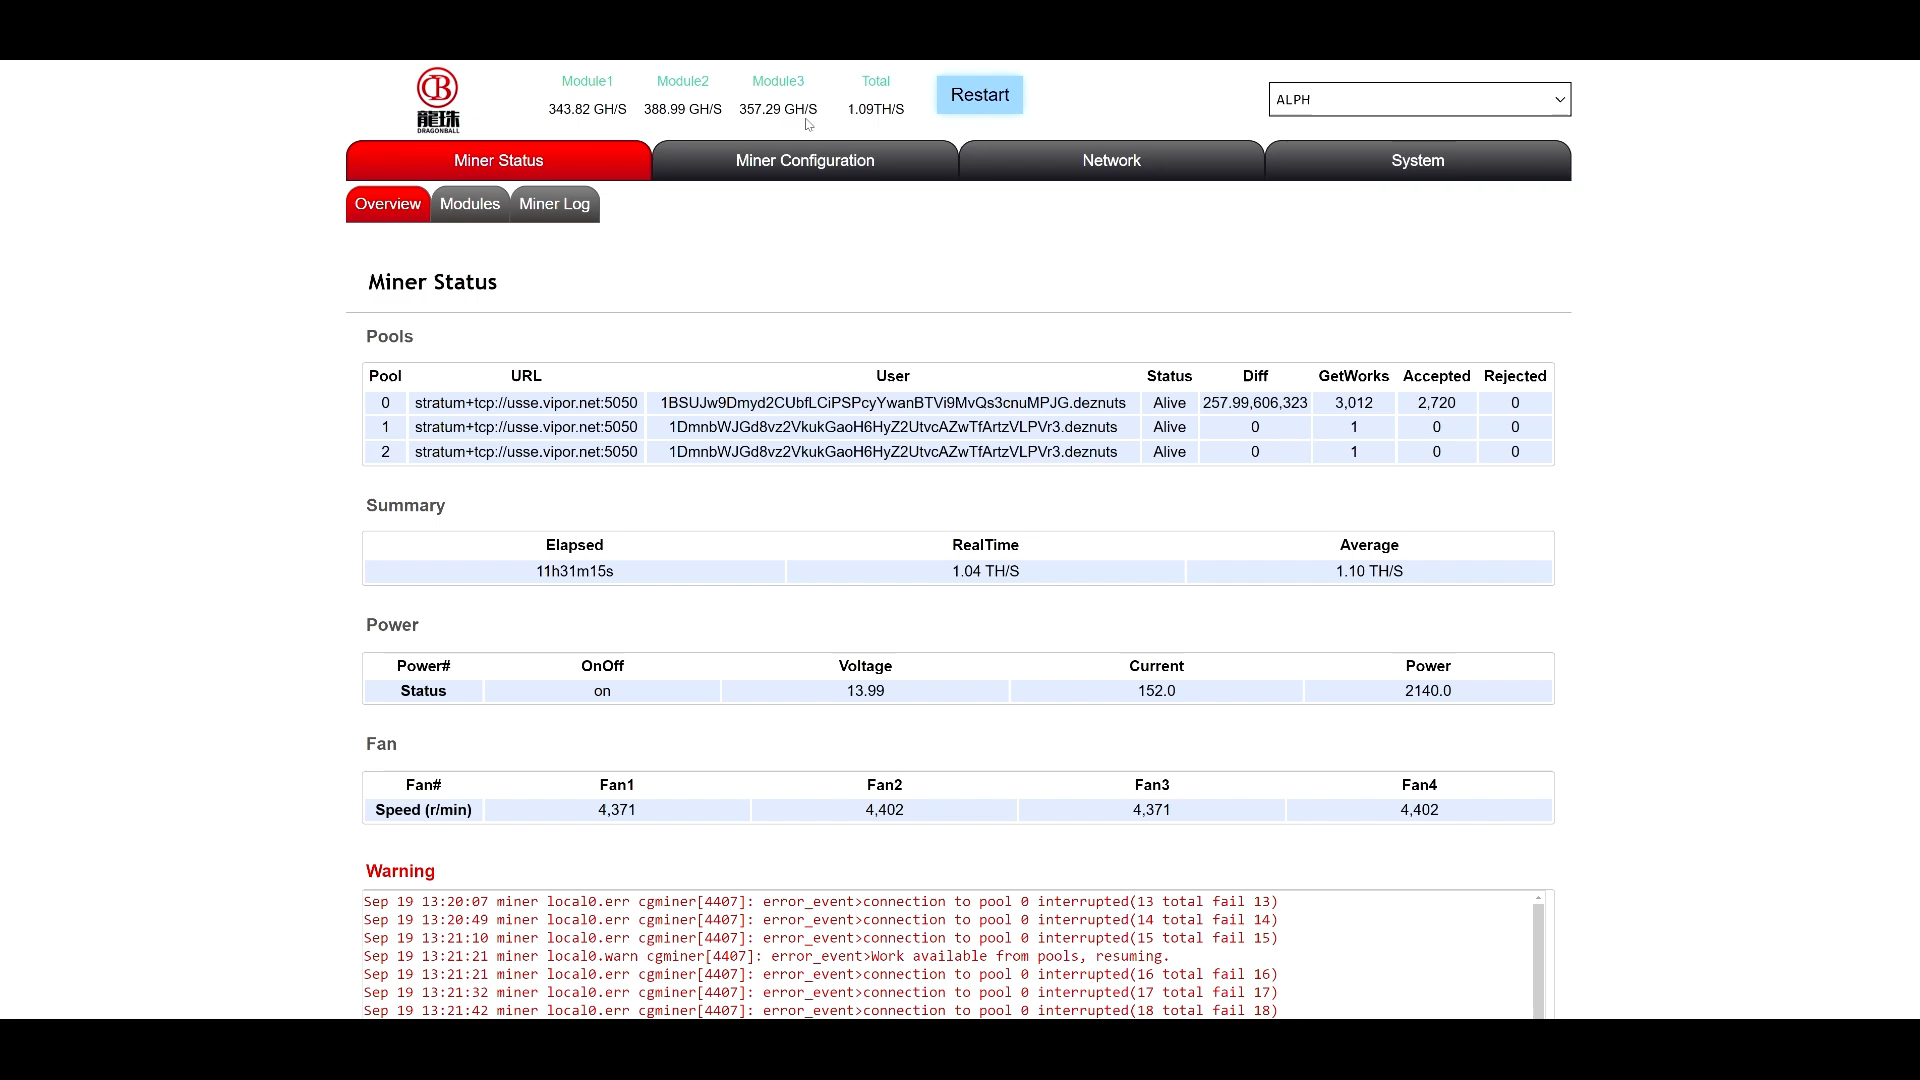 Module1 Module2 Module3 Total
343.82 GH/S 388.99 GH/S 357.29 GH/S 1.09TH/S
Restart
ALPH
龍珠
DRAGONBALL
Miner Status Miner Configuration Network System
Overview Modules Miner Log
Miner Status
Pools
Pool URL User Status Diff GetWorks Accepted Rejected
0 stratum+tcp://usse.vipor.net:5050 1BSUJw9Dmyd2CUbfLCiPSPcyYwanBTVi9MvQs3cnuMPJG.deznuts Alive 257.99,606,323 3,012 2,720 0
1 stratum+tcp://usse.vipor.net:5050 1DmnbWJGd8vz2VkukGaoH6HyZ2UtvcAZwTfArtzVLPVr3.deznuts Alive 0 1 0 0
2 stratum+tcp://usse.vipor.net:5050 1DmnbWJGd8vz2VkukGaoH6HyZ2UtvcAZwTfArtzVLPVr3.deznuts Alive 0 1 0 0
Summary
Elapsed RealTime Average
11h31m15s 1.04 TH/S 1.10 TH/S
Power
Power# OnOff Voltage Current Power
Status on 13.99 152.0 2140.0
Fan
Fan# Fan1 Fan2 Fan3 Fan4
Speed (r/min) 4,371 4,402 4,371 4,402
Warning
Sep 19 13:20:07 miner local0.err cgminer[4407]: error_event>connection to pool 0 interrupted(13 total fail 13)
Sep 19 13:20:49 miner local0.err cgminer[4407]: error_event>connection to pool 0 interrupted(14 total fail 14)
Sep 19 13:21:10 miner local0.err cgminer[4407]: error_event>connection to pool 0 interrupted(15 total fail 15)
Sep 19 13:21:21 miner local0.warn cgminer[4407]: error_event>Work available from pools, resuming.
Sep 19 13:21:21 miner local0.err cgminer[4407]: error_event>connection to pool 0 interrupted(16 total fail 16)
Sep 19 13:21:32 miner local0.err cgminer[4407]: error_event>connection to pool 0 interrupted(17 total fail 17)
Sep 19 13:21:42 miner local0.err cgminer[4407]: error_event>connection to pool 0 interrupted(18 total fail 18)